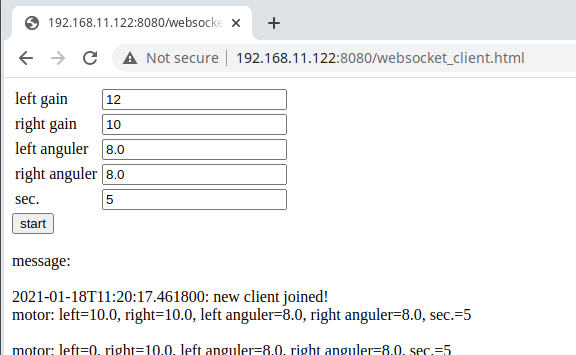 192.168.11.122:8080/websocke
Not secure 192.168.11.122:8080/websocket_client.html
left gain 12
right gain 10
left anguler 8.0
right anguler 8.0
sec. 5
start
message:
2021-01-18T11:20:17.461800: new client joined!
motor: left=10.0, right=10.0, left anguler=8.0, right anguler=8.0, sec.=5
motor: left=0, right=10.0, left anguler=8.0, right anguler=8.0, sec.=5